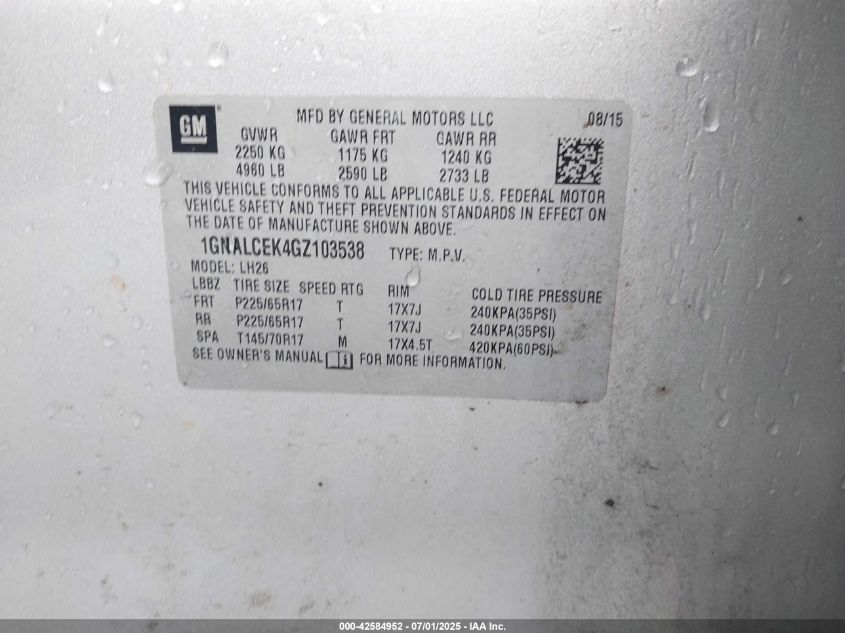 GM
®
MFD BY GENERAL MOTORS LLC 08/15
GVWR GAWR FRT GAWR RR
2250 KG 1175 KG 1240 KG
4960 LB 2590 LB 2733 LB
THIS VEHICLE CONFORMS TO ALL APPLICABLE U.S. FEDERAL MOTOR
VEHICLE SAFETY AND THEFT PREVENTION STANDARDS IN EFFECT ON
THE DATE OF MANUFACTURE SHOWN ABOVE.
1GNALCEK4GZ103538 TYPE: M.P.V.
MODEL: LH26
LBBZ TIRE SIZE SPEED RTG RIM COLD TIRE PRESSURE
FRT P225/65R17 T 17X7J 240KPA(35PSI)
RR P225/65R17 T 17X7J 240KPA(35PSI)
SPA T145/70R17 M 17X4.5T 420KPA(60PSI)
SEE OWNER'S MANUAL FOR MORE INFORMATION.
000-42584952 - 07/01/2025 - IAA Inc.